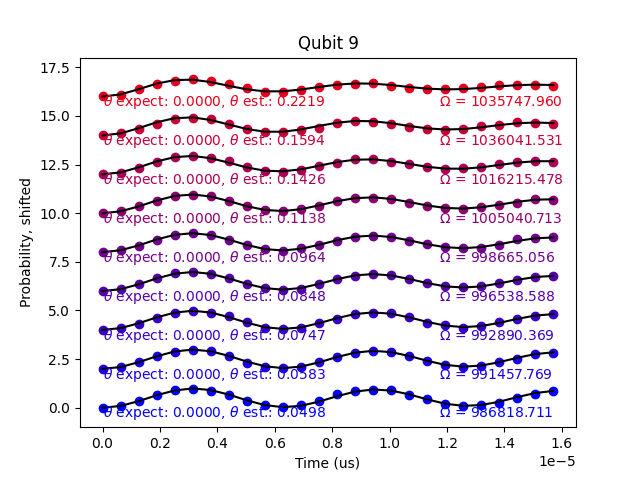 Qubit 9
Probability, shifted
17.5
15.0
12.5
10.0
7.5
5.0
2.5
0.0
θ expect: 0.0000, θ est.: 0.2219 Ω = 1035747.960
θ expect: 0.0000, θ est.: 0.1594 Ω = 1036041.531
θ expect: 0.0000, θ est.: 0.1426 Ω = 1016215.478
θ expect: 0.0000, θ est.: 0.1138 Ω = 1005040.713
θ expect: 0.0000, θ est.: 0.0964 Ω = 998665.056
θ expect: 0.0000, θ est.: 0.0848 Ω = 996538.588
θ expect: 0.0000, θ est.: 0.0747 Ω = 992890.369
θ expect: 0.0000, θ est.: 0.0583 Ω = 991457.769
θ expect: 0.0000, θ est.: 0.0498 Ω = 986818.711
0.0 0.2 0.4 0.6 0.8 1.0 1.2 1.4 1.6
1e−5
Time (us)